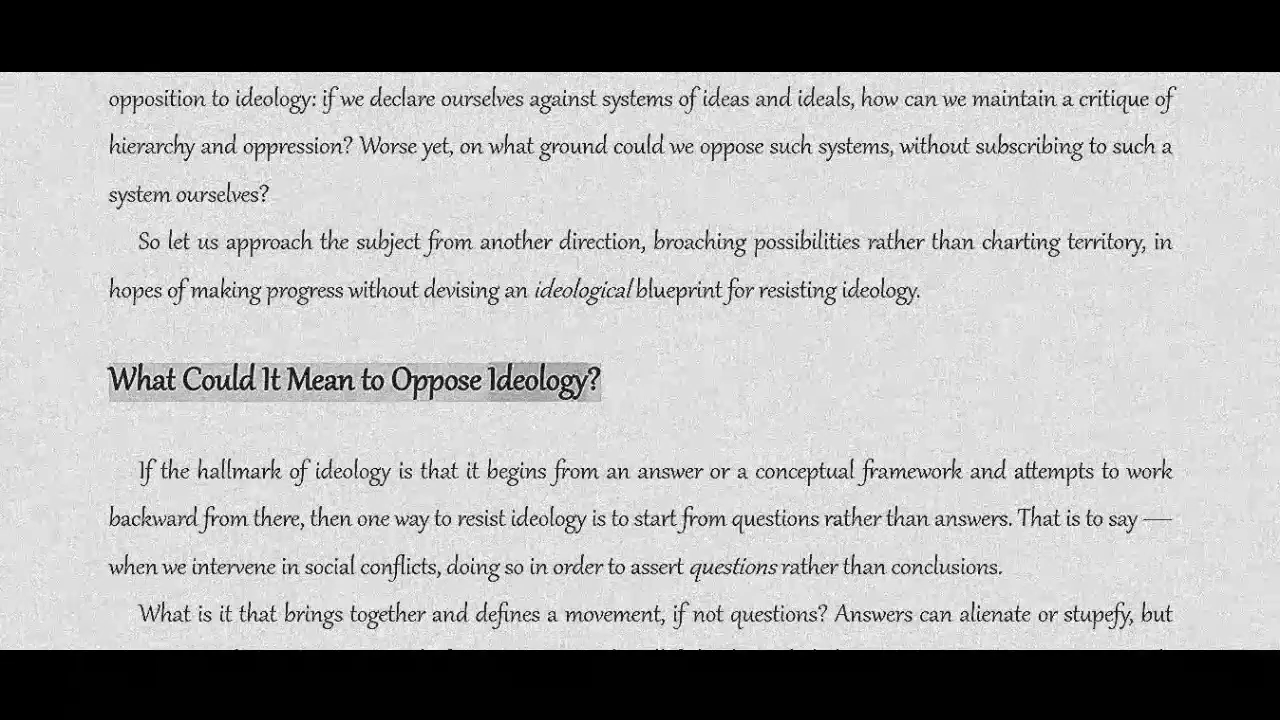 opposition to ideology: if we declare ourselves against systems of ideas and ideals, how can we maintain a critique of
hierarchy and oppression? Worse yet, on what ground could we oppose such systems, without subscribing to such a
system ourselves?
So let us approach the subject from another direction, broaching possibilities rather than charting territory, in
hopes of making progress without devising an ideological blueprint for resisting ideology.
What Could It Mean to Oppose Ideology?
If the hallmark of ideology is that it begins from an answer or a conceptual framework and attempts to work
backward from there, then one way to resist ideology is to start from questions rather than answers. That is to say —
when we intervene in social conflicts, doing so in order to assert questions rather than conclusions.
What is it that brings together and defines a movement, if not questions? Answers can alienate or stupefy, but